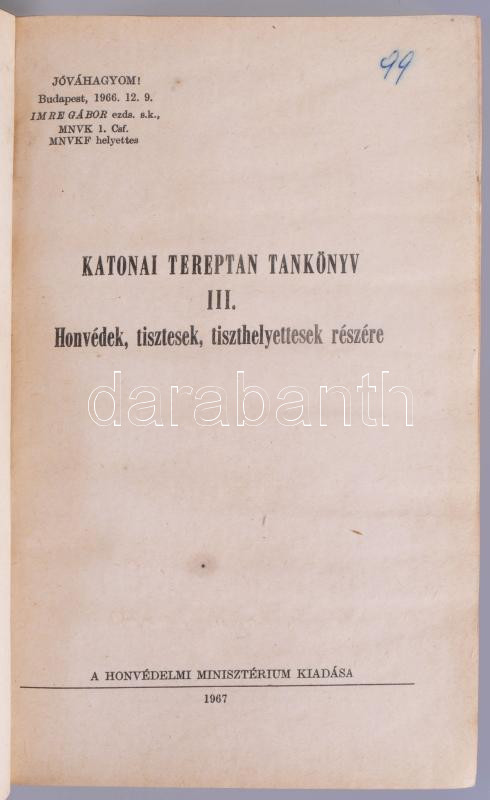 99
JÓVÁHAGYOM!
Budapest, 1966. 12. 9.
IMRE GÁBOR ezds. s.k.,
MNVK 1. Csf.
MNVKF helyettes
KATONAI TEREPTAN TANKÖNYV
III.
Honvédek, tisztesek, tiszthelyettesek részére
darabanth
A HONVÉDELMI MINISZTÉRIUM KIADÁSA
1967